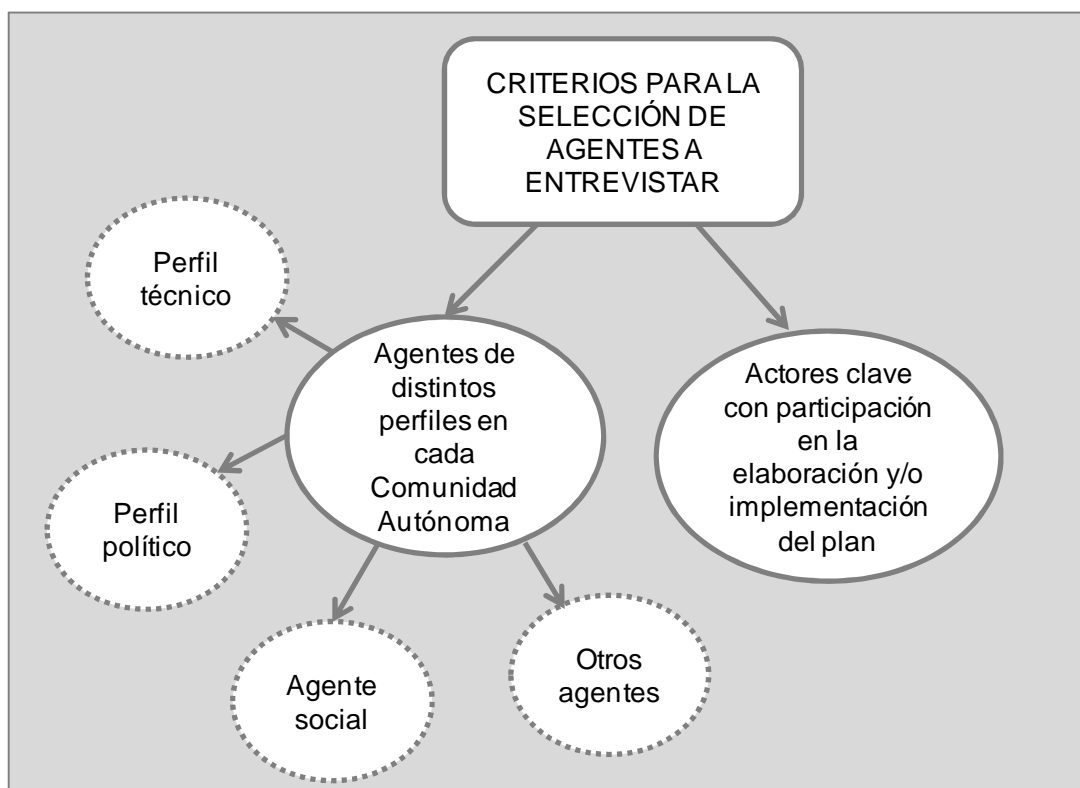 CRITERIOS PARA LA
SELECCIÓN DE
AGENTES A
ENTREVISTAR
Perfil
técnico
Agentes de
distintos
perfiles en
cada
Comunidad
Autónoma
Actores clave
con participación
en la
elaboración y/o
implementación
del plan
Perfil
político
Agente
social
Otros
agentes